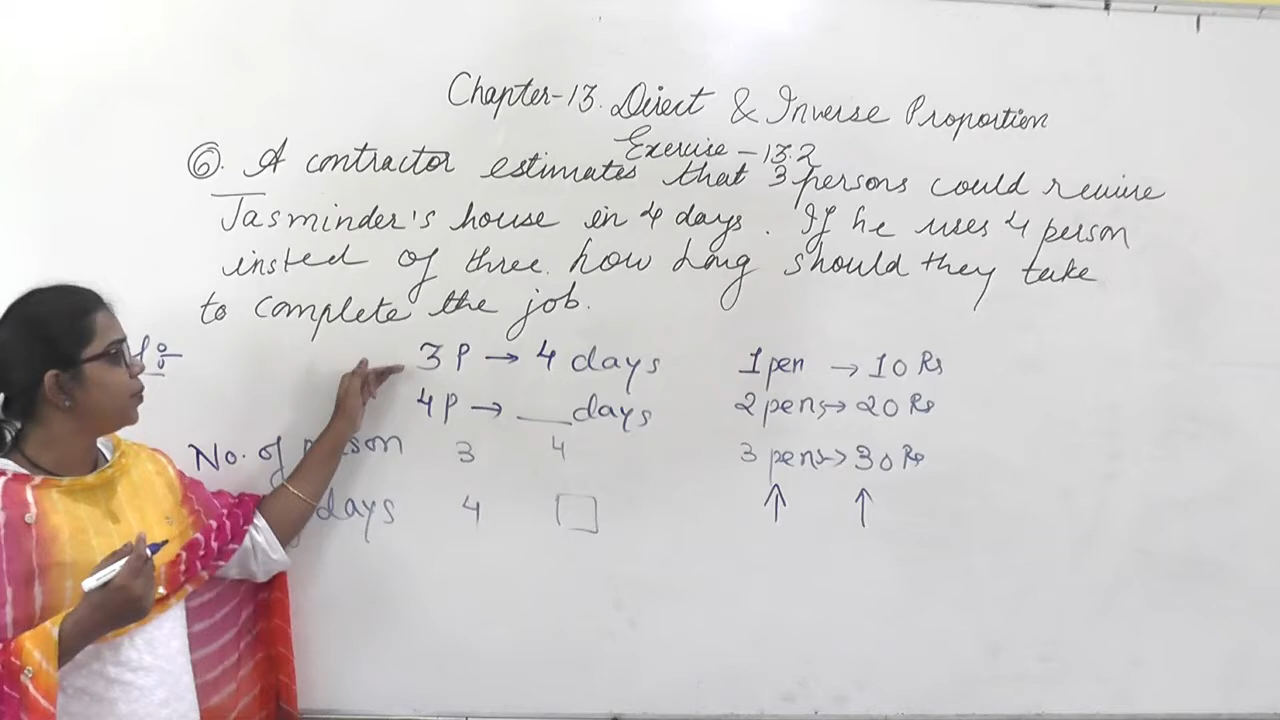 Chapter-13. Direct & Inverse Proportion
Exercise - 13.2
⑥. A contractor estimates that 3 persons could rewire
Jasminder's house in 4 days. If he uses 4 person
insted of three. how long should they take
to complete the job.
3 P → 4 days
4 P → __ days
No. of person 3 4
days 4 □
1 pen → 10 Rs
2 pens → 20 Rs
3 pens → 30 Rs
↑ ↑